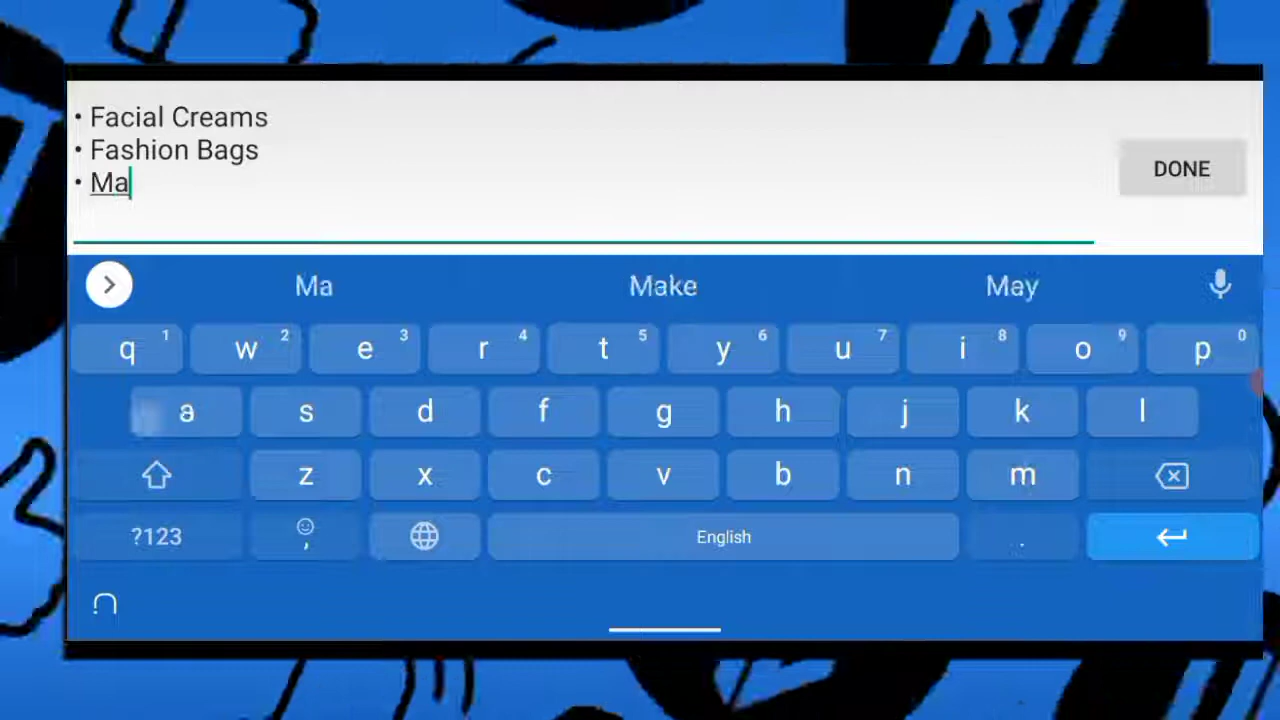 • Facial Creams
• Fashion Bags
• Ma
DONE
Ma Make May
q 1 w 2 e 3 r 4 t 5 y 6 u 7 i 8 o 9 p 0
a s d f g h j k l
z x c v b n m
?123 , English .